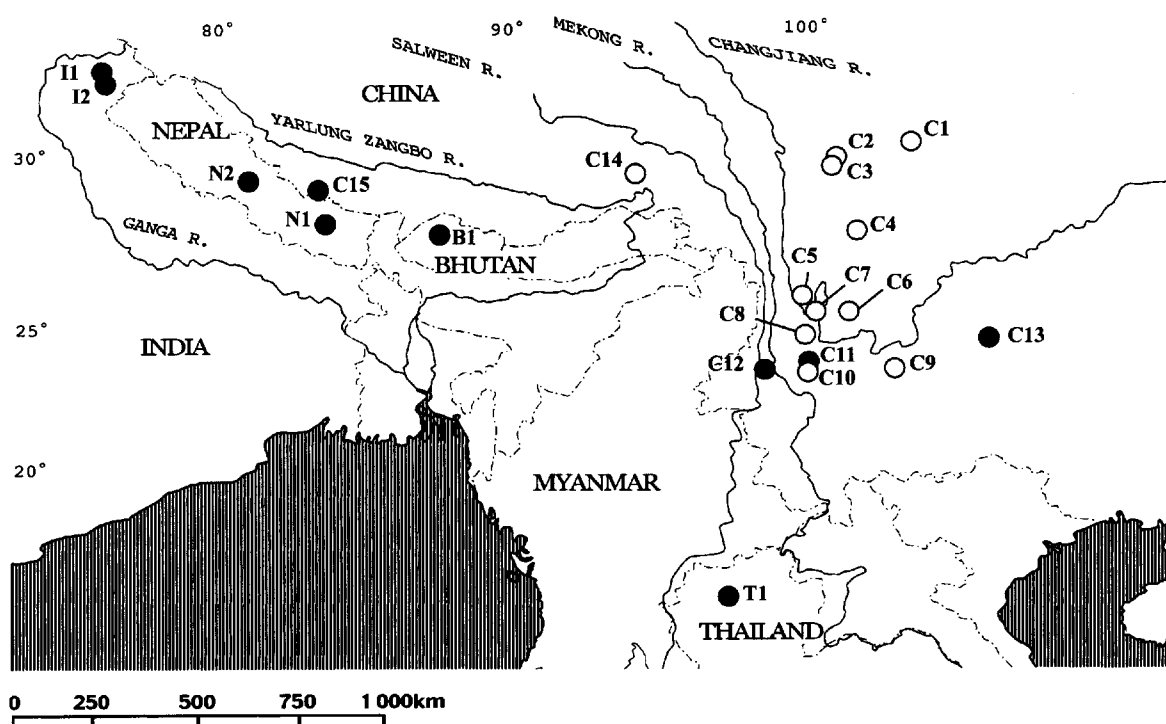 80°
90°
100°
SALWEEN R.
MEKONG R.
CHANGJIANG R.
I1
I2
CHINA
NEPAL
YARLUNG ZANGBO R.
C1
C2
C3
30°
C14
N2
C15
N1
C4
GANGA R.
B1
BHUTAN
C5
C7
C6
25°
C8
INDIA
C13
C11
C12
C10
C9
20°
MYANMAR
T1
THAILAND
0 250 500 750 1 000km